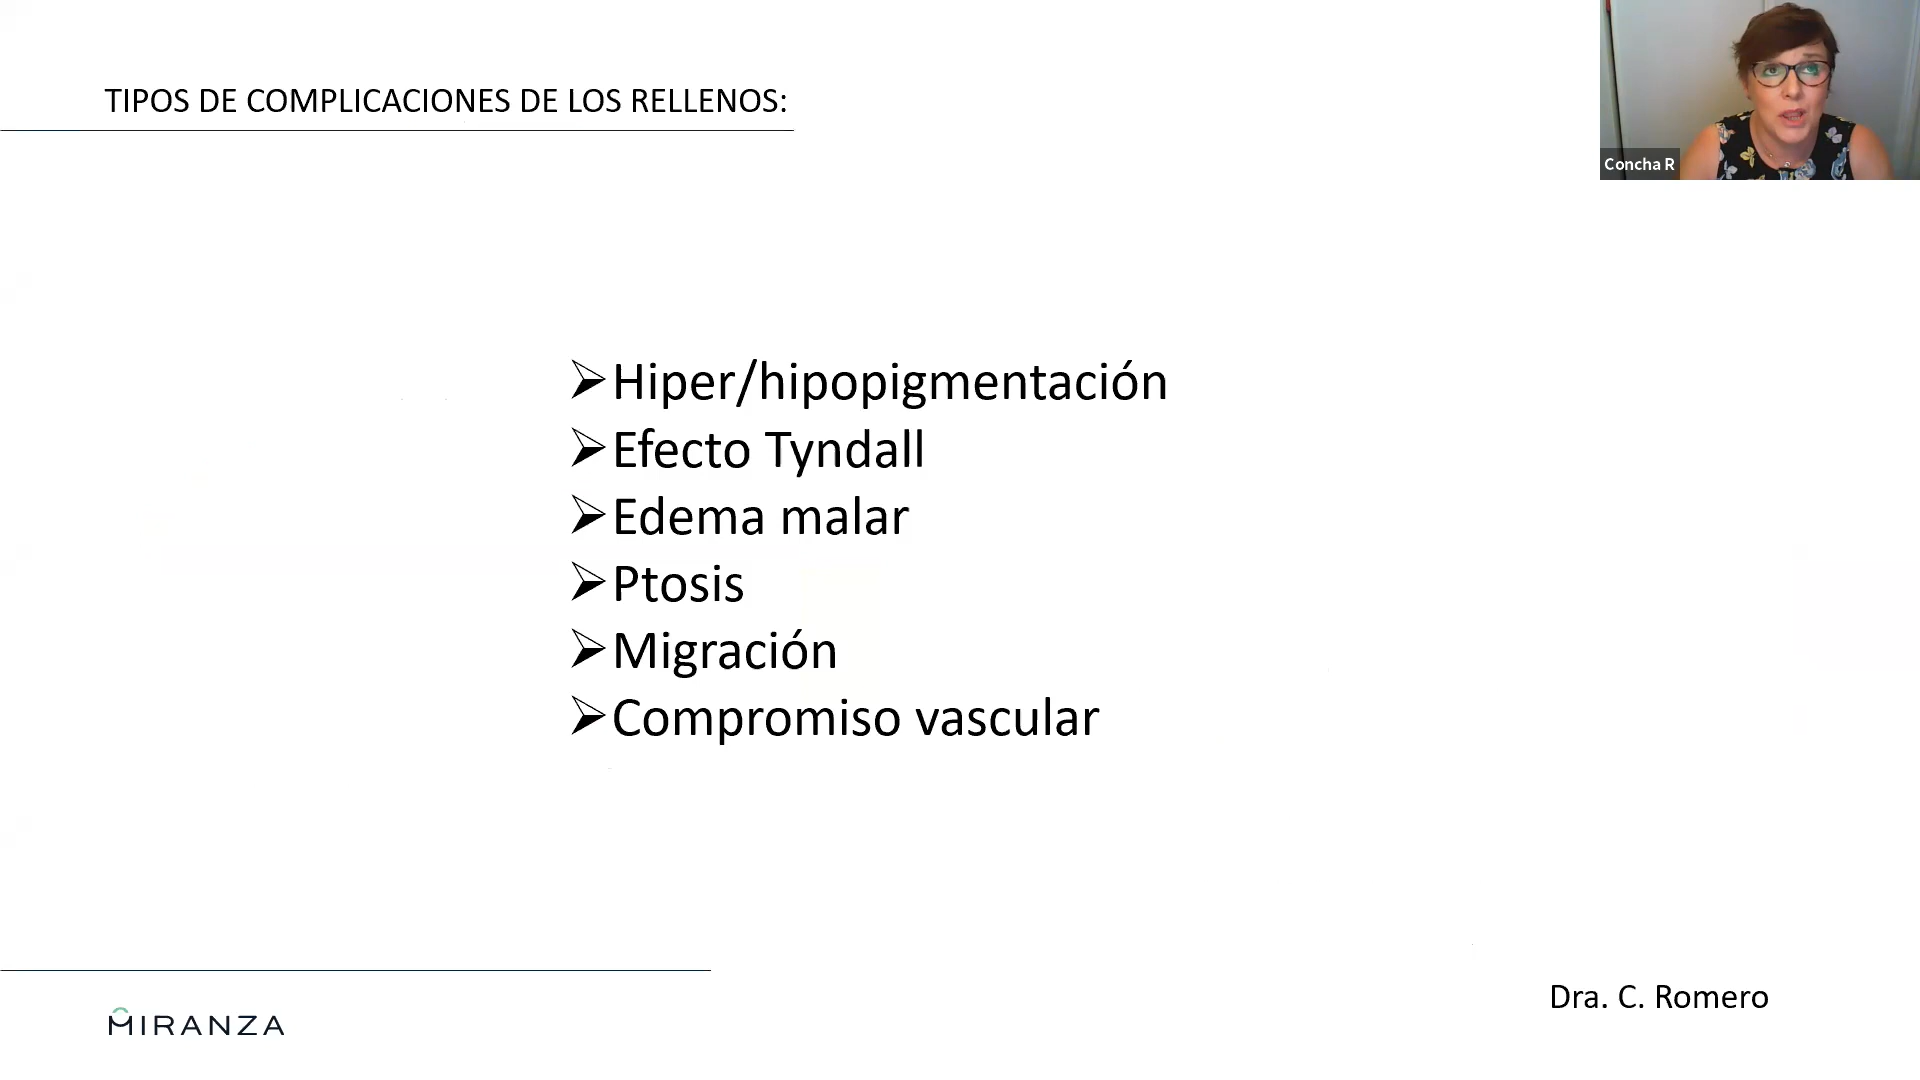 TIPOS DE COMPLICACIONES DE LOS RELLENOS:
Concha R
Hiper/hipopigmentación
Efecto Tyndall
Edema malar
Ptosis
Migración
Compromiso vascular
Dra. C. Romero
MIRANZA